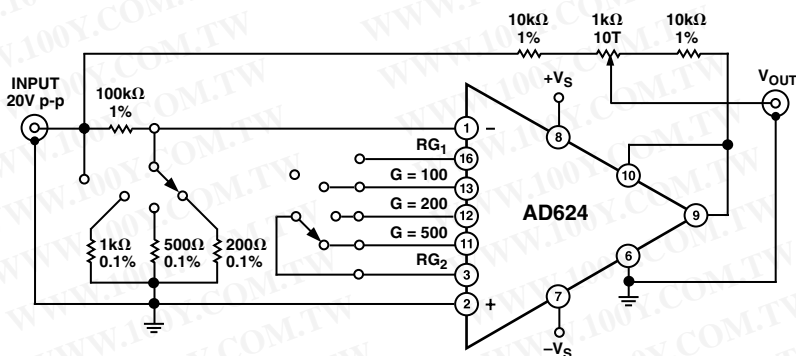 WWW.100Y.COM.TW
10kΩ
1%
1kΩ
10T
10kΩ
1%
INPUT
20V p-p
100kΩ
1%
+VS
VOUT
1
−
8
RG1
16
G = 100
13
10
G = 200
12
AD624
9
G = 500
11
1kΩ
0.1%
500Ω
0.1%
200Ω
0.1%
RG2
3
6
2
+
7
−VS